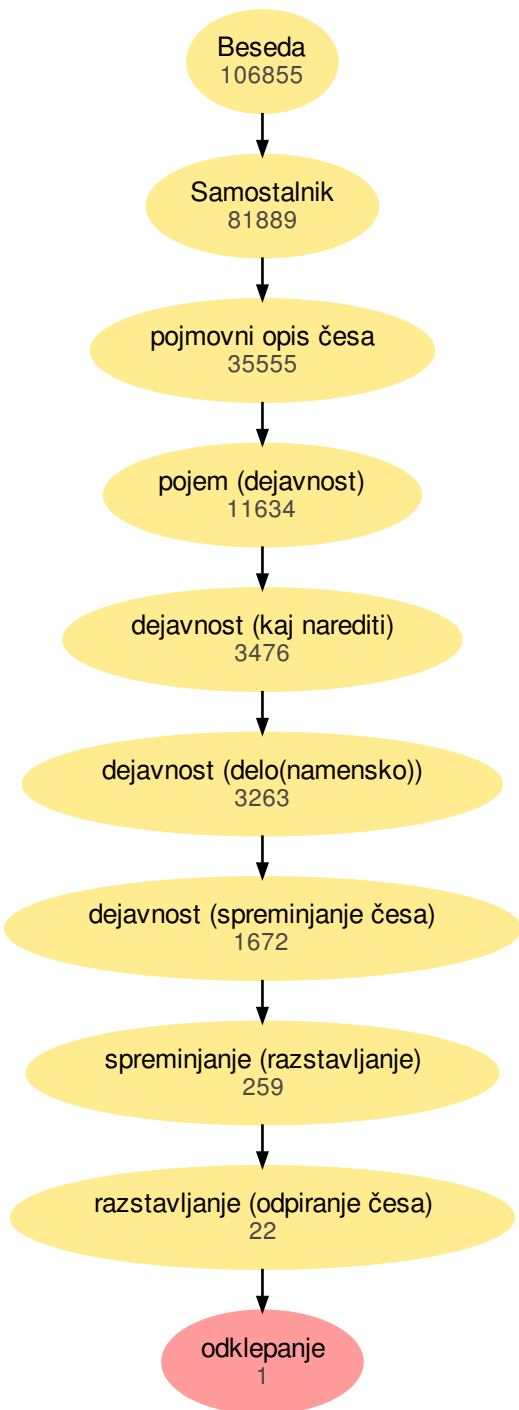 Beseda
106855
Samostalnik
81889
pojmovni opis česa
35555
pojem (dejavnost)
11634
dejavnost (kaj narediti)
3476
dejavnost (delo(namensko))
3263
dejavnost (spreminjanje česa)
1672
spreminjanje (razstavljanje)
259
razstavljanje (odpiranje česa)
22
odklepanje
1